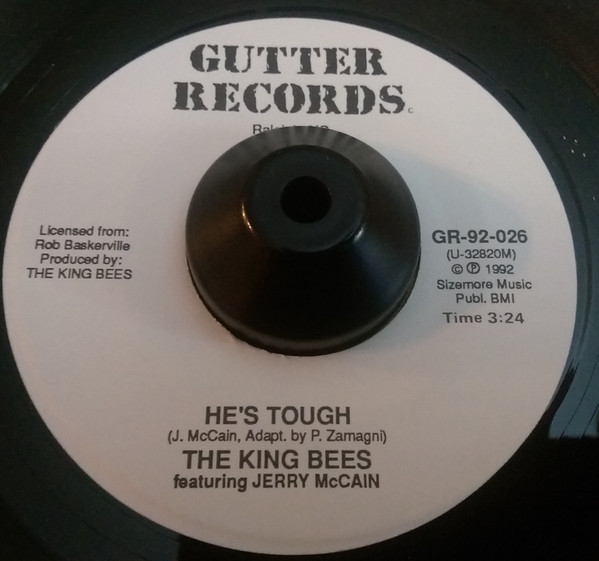 GUTTER
RECORDS
c
Licensed from:
Rob Baskerville
Produced by:
THE KING BEES
GR-92-026
(U-32820M)
© ℗ 1992
Sizemore Music
Publ. BMI
Time 3:24
HE'S TOUGH
(J. McCain, Adapt. by P. Zamagni)
THE KING BEES
featuring JERRY McCAIN